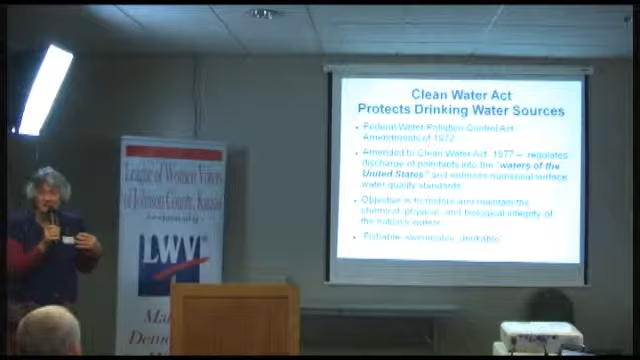 Clean Water Act
Protects Drinking Water Sources
Federal Water Pollution Control Act
Amendments of 1972
Amended to Clean Water Act 1977 – regulates
discharge of pollutants into the "waters of the
United States" and enforces numerical surface
water quality standards
Objective is to restore and maintain the
chemical, physical, and biological integrity of
the nation's waters
"Fishable, swimmable, drinkable"
League of Women Voters
of Johnson County, Kansas
LWV